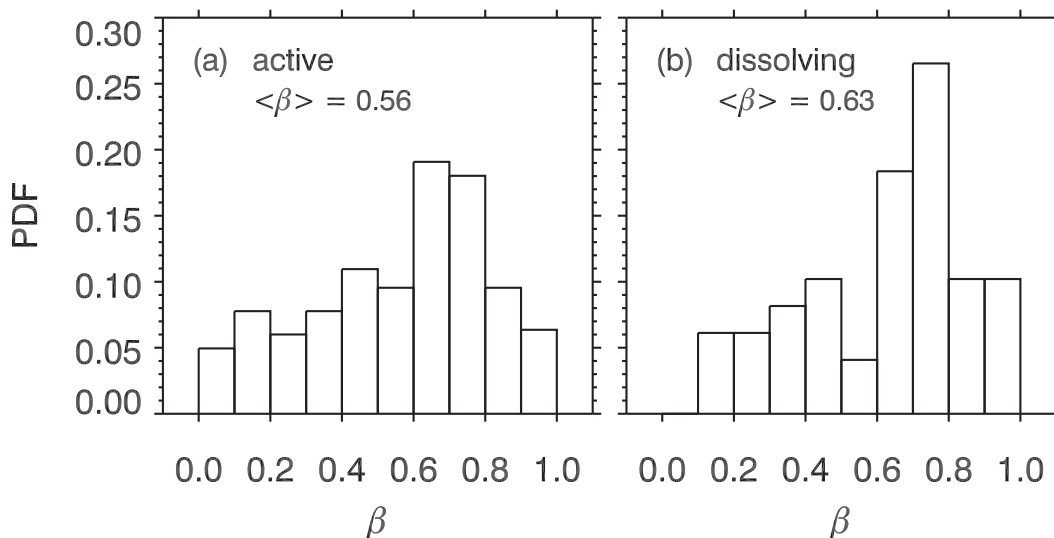 PDF
0.30
0.25
0.20
0.15
0.10
0.05
0.00
(a) active
<β> = 0.56
0.0 0.2 0.4 0.6 0.8 1.0
β
(b) dissolving
<β> = 0.63
0.0 0.2 0.4 0.6 0.8 1.0
β